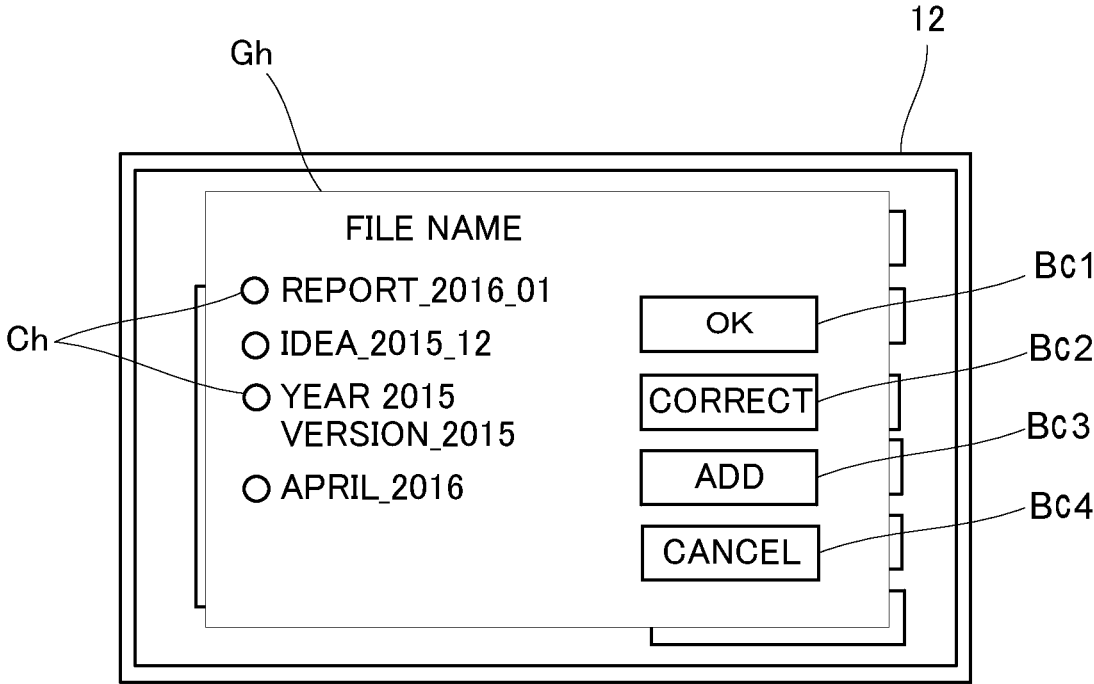 12
Gh
FILE NAME
Ch
REPORT_2016_01
IDEA_2015_12
YEAR 2015
VERSION_2015
APRIL_2016
OK
CORRECT
ADD
CANCEL
Bc1
Bc2
Bc3
Bc4